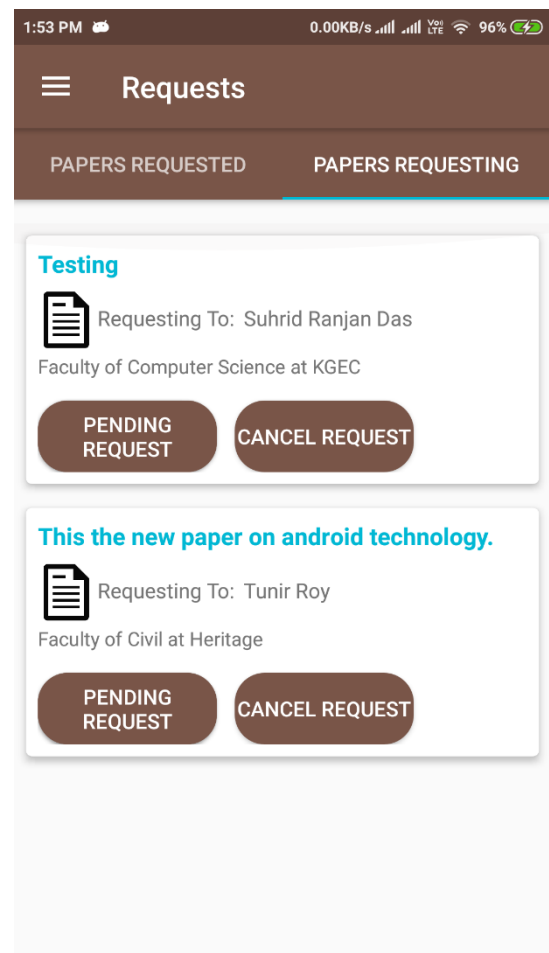 1:53 PM 0.00KB/s Vo LTE 96%
Requests
PAPERS REQUESTED PAPERS REQUESTING
Testing
Requesting To: Suhrid Ranjan Das
Faculty of Computer Science at KGEC
PENDING
REQUEST
CANCEL REQUEST
This the new paper on android technology.
Requesting To: Tunir Roy
Faculty of Civil at Heritage
PENDING
REQUEST
CANCEL REQUEST